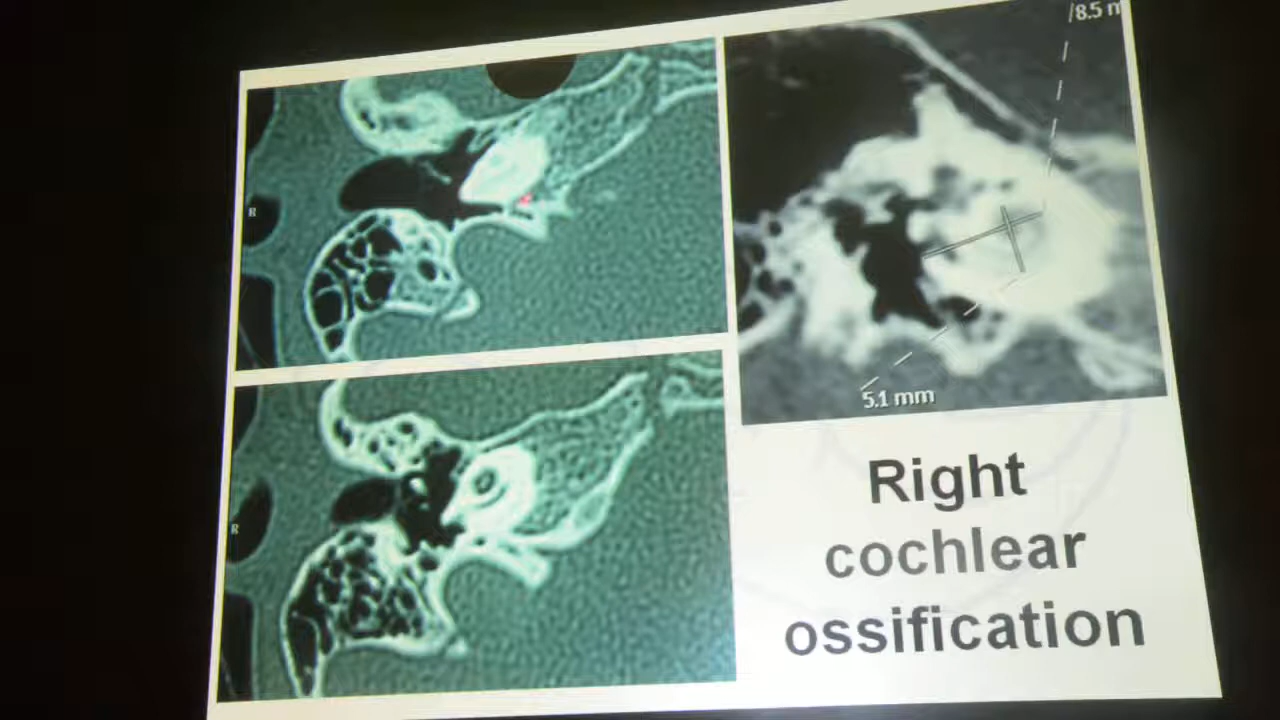 R
R
5.1 mm
Right
cochlear
ossification